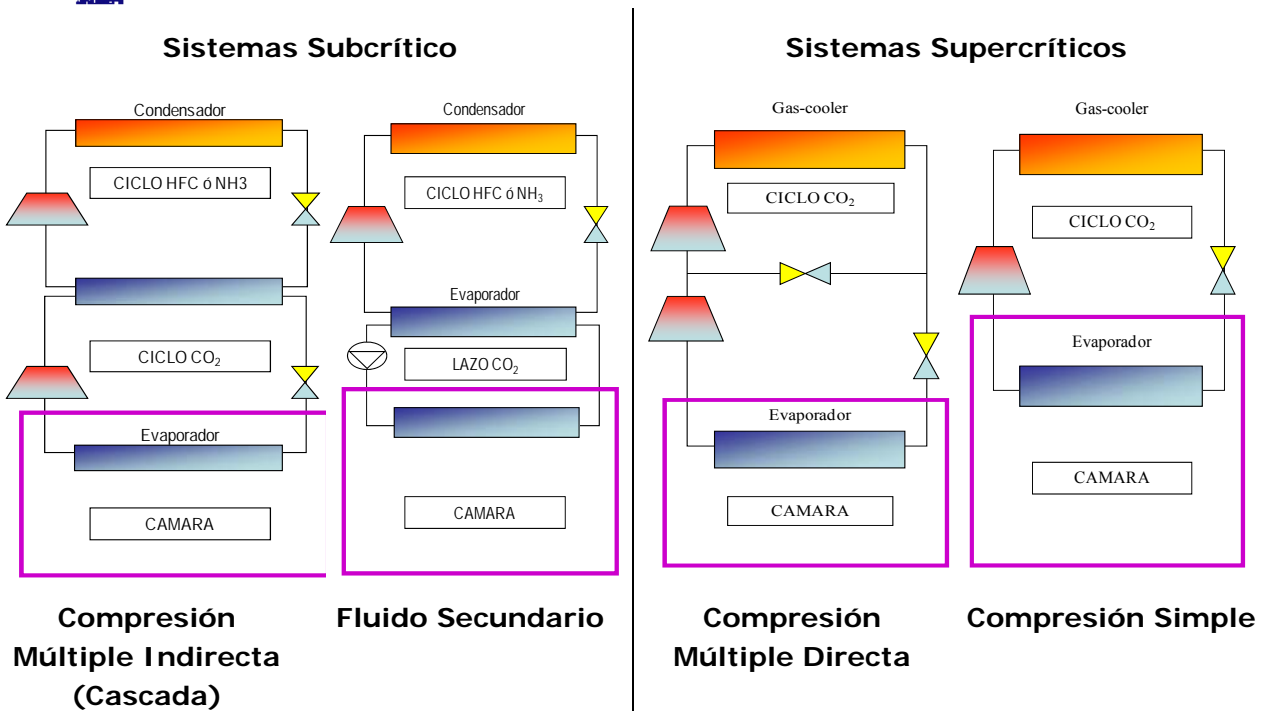 Sistemas Subcrítico
Condensador
CICLO HFC ó NH3
CICLO CO2
Evaporador
CAMARA
Compresión
Múltiple Indirecta
(Cascada)
Condensador
CICLO HFC ó NH3
Evaporador
LAZO CO2
CAMARA
Fluido Secundario
Sistemas Supercríticos
Gas-cooler
CICLO CO2
Evaporador
CAMARA
Compresión
Múltiple Directa
Gas-cooler
CICLO CO2
Evaporador
CAMARA
Compresión Simple